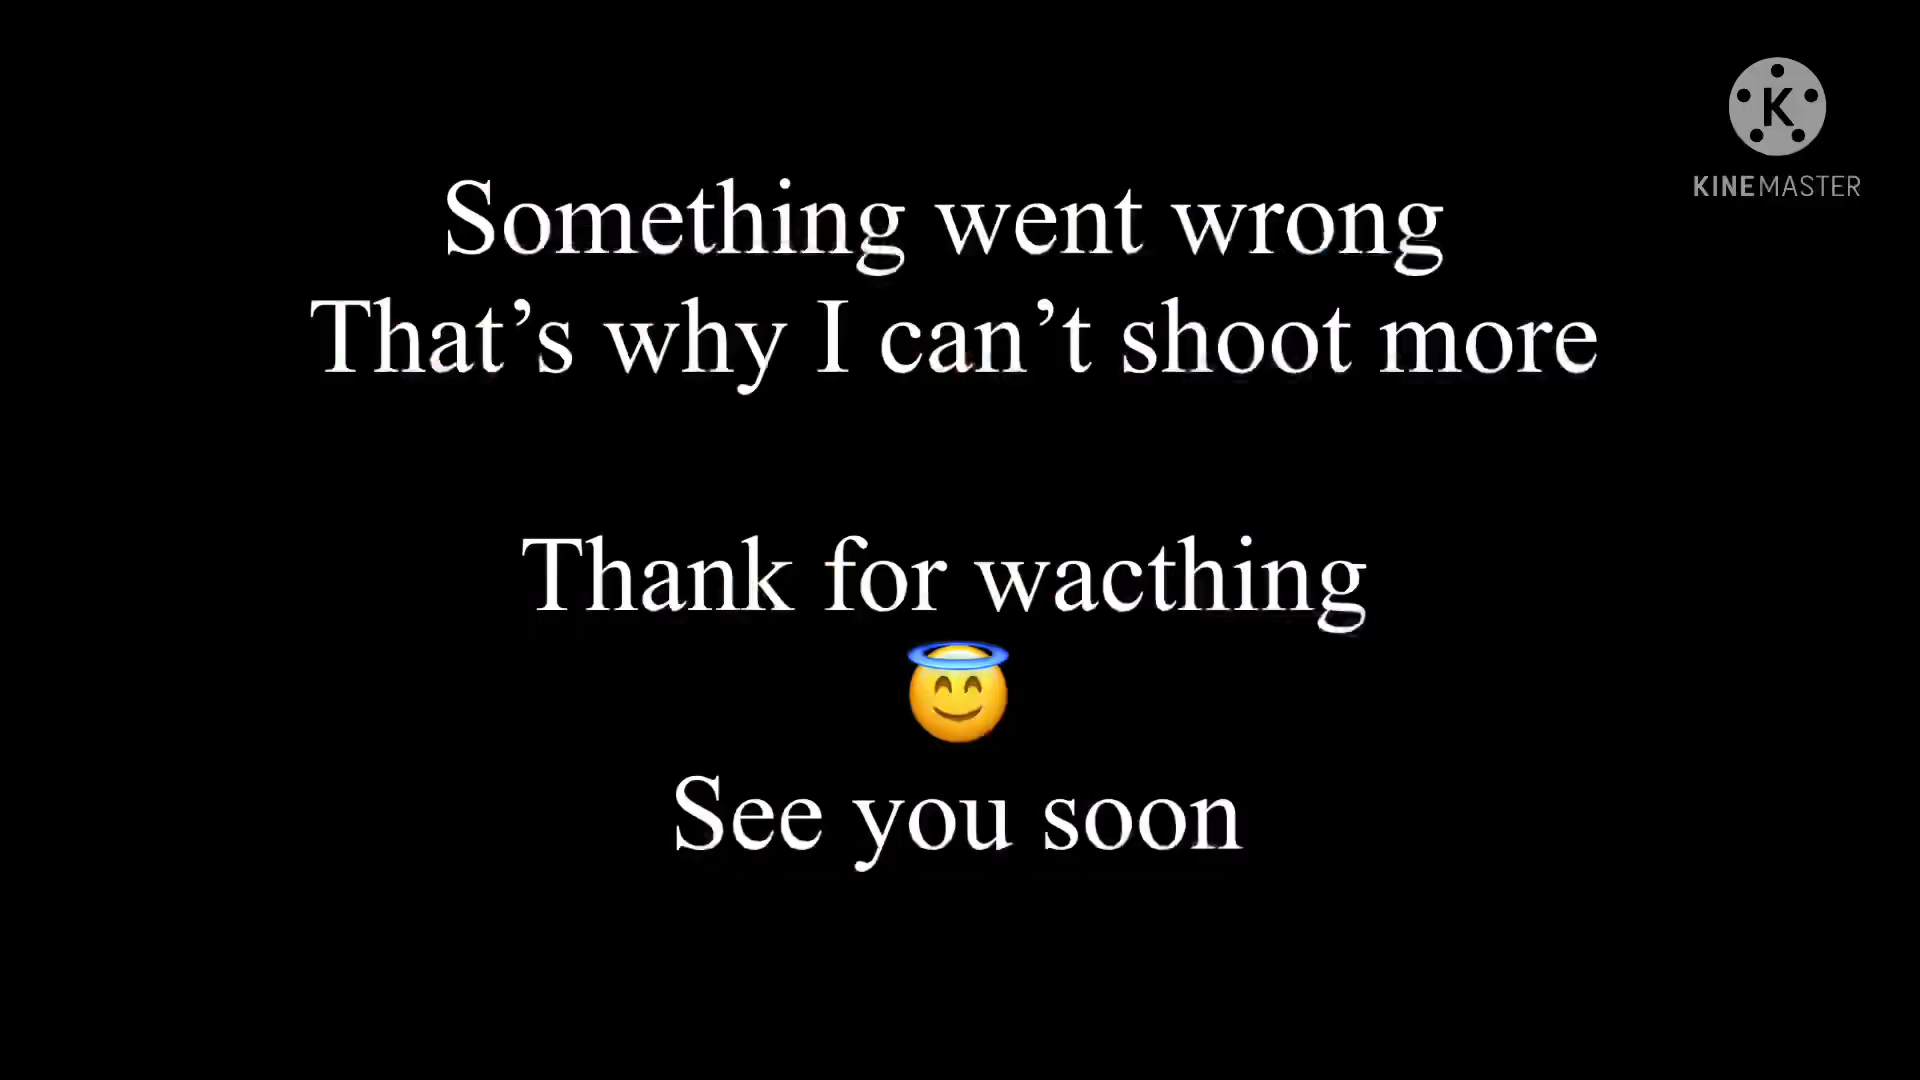 K
KINEMASTER
Something went wrong
That’s why I can’t shoot more
Thank for wacthing
😇
See you soon